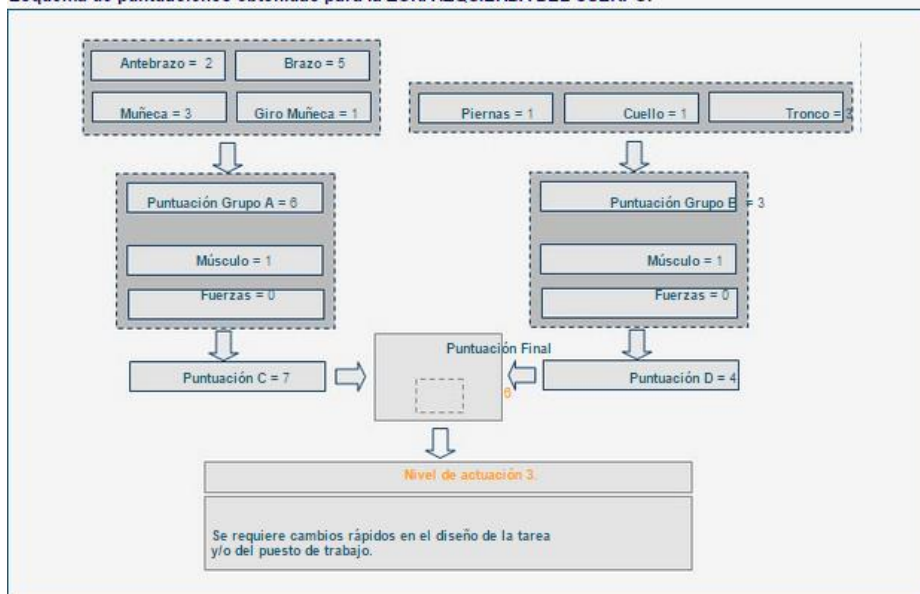 Antebrazo = 2
Brazo = 5
Muñeca = 3
Giro Muñeca = 1
Piernas = 1
Cuello = 1
Tronco = 3
Puntuación Grupo A = 6
Puntuación Grupo B = 3
Músculo = 1
Músculo = 1
Fuerzas = 0
Fuerzas = 0
Puntuación Final
Puntuación C = 7
Puntuación D = 4
6
Nivel de actuación 3.
Se requiere cambios rápidos en el diseño de la tarea
y/o del puesto de trabajo.